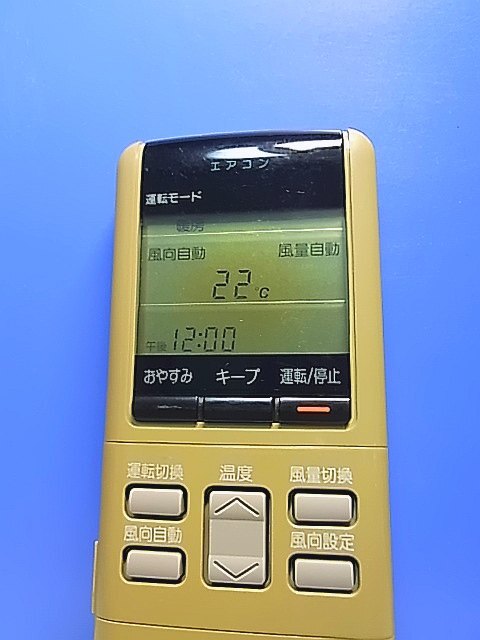 エアコン
運転モード
暖房
風向自動 風量自動
22℃
午後 12:00
おやすみ キープ 運転/停止
運転切換 温度 風量切換
風向自動 風向設定